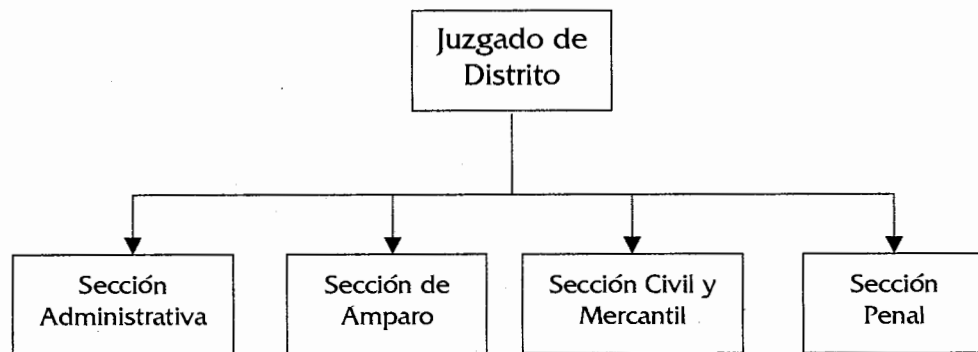 Juzgado de
Distrito
Sección
Administrativa
Sección de
Amparo
Sección Civil y
Mercantil
Sección
Penal